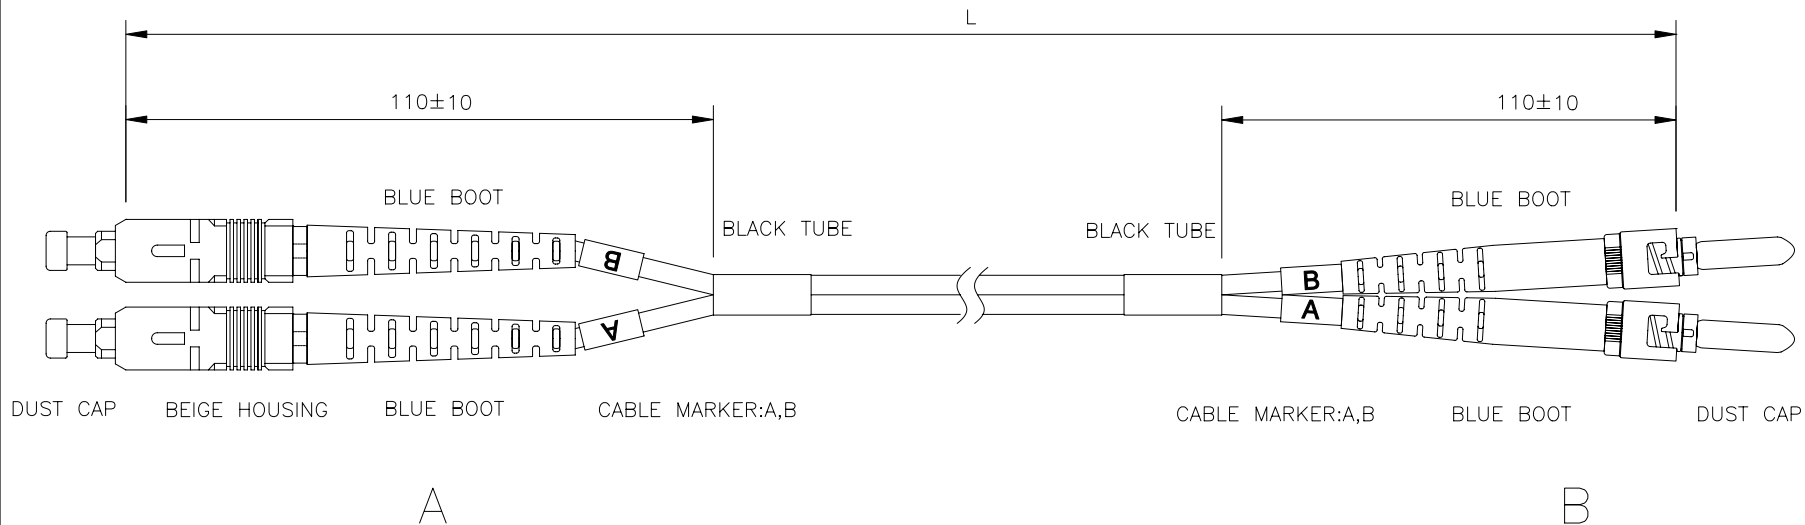 L
110±10
110±10
BLUE BOOT
BLUE BOOT
BLACK TUBE
BLACK TUBE
B
B
A
A
DUST CAP
BEIGE HOUSING
BLUE BOOT
CABLE MARKER:A,B
CABLE MARKER:A,B
BLUE BOOT
DUST CAP
A
B